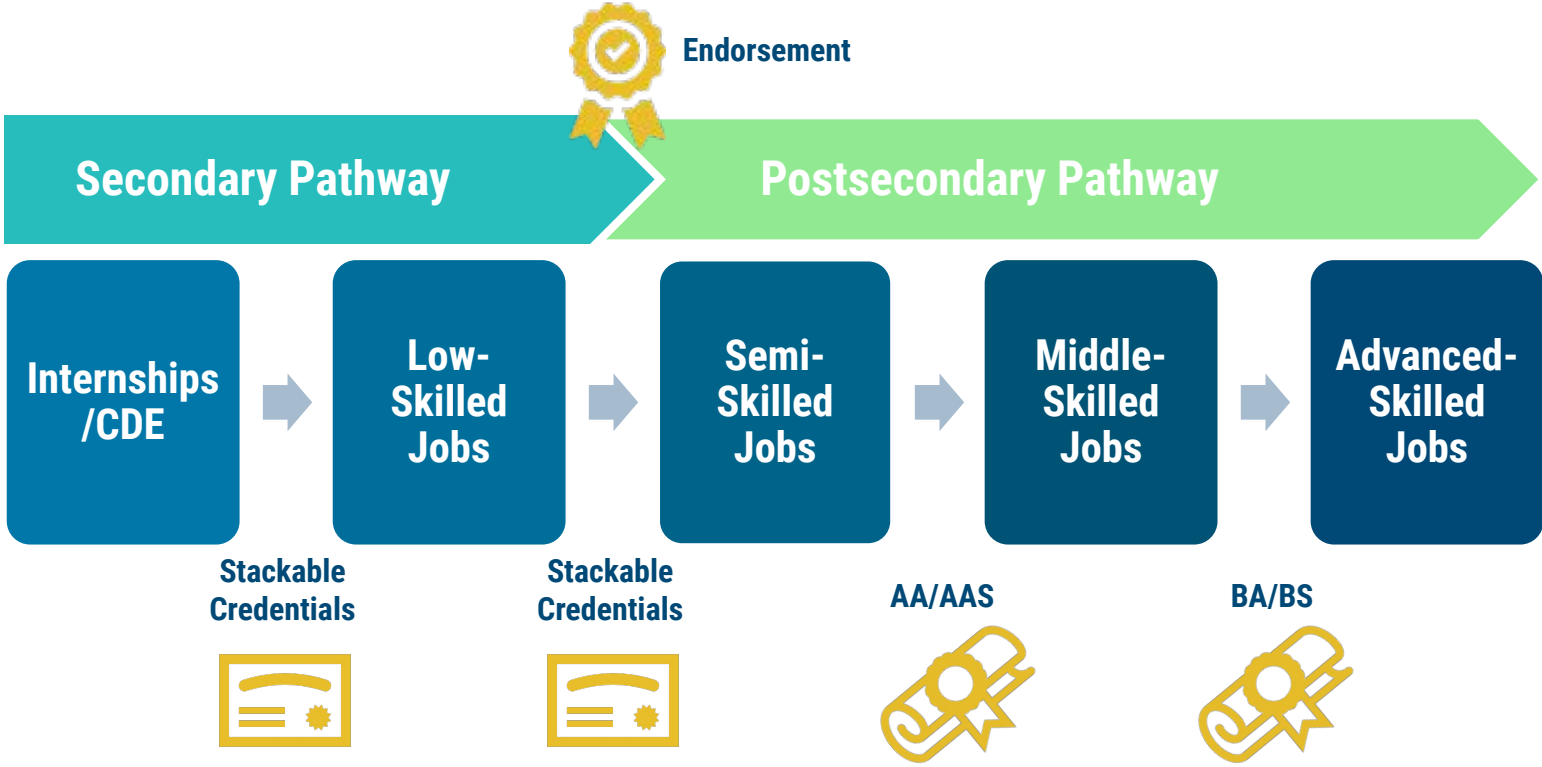 Endorsement
Secondary Pathway
Postsecondary Pathway
Internships
/CDE
Low-
Skilled
Jobs
Semi-
Skilled
Jobs
Middle-
Skilled
Jobs
Advanced-
Skilled
Jobs
Stackable
Credentials
Stackable
Credentials
AA/AAS
BA/BS